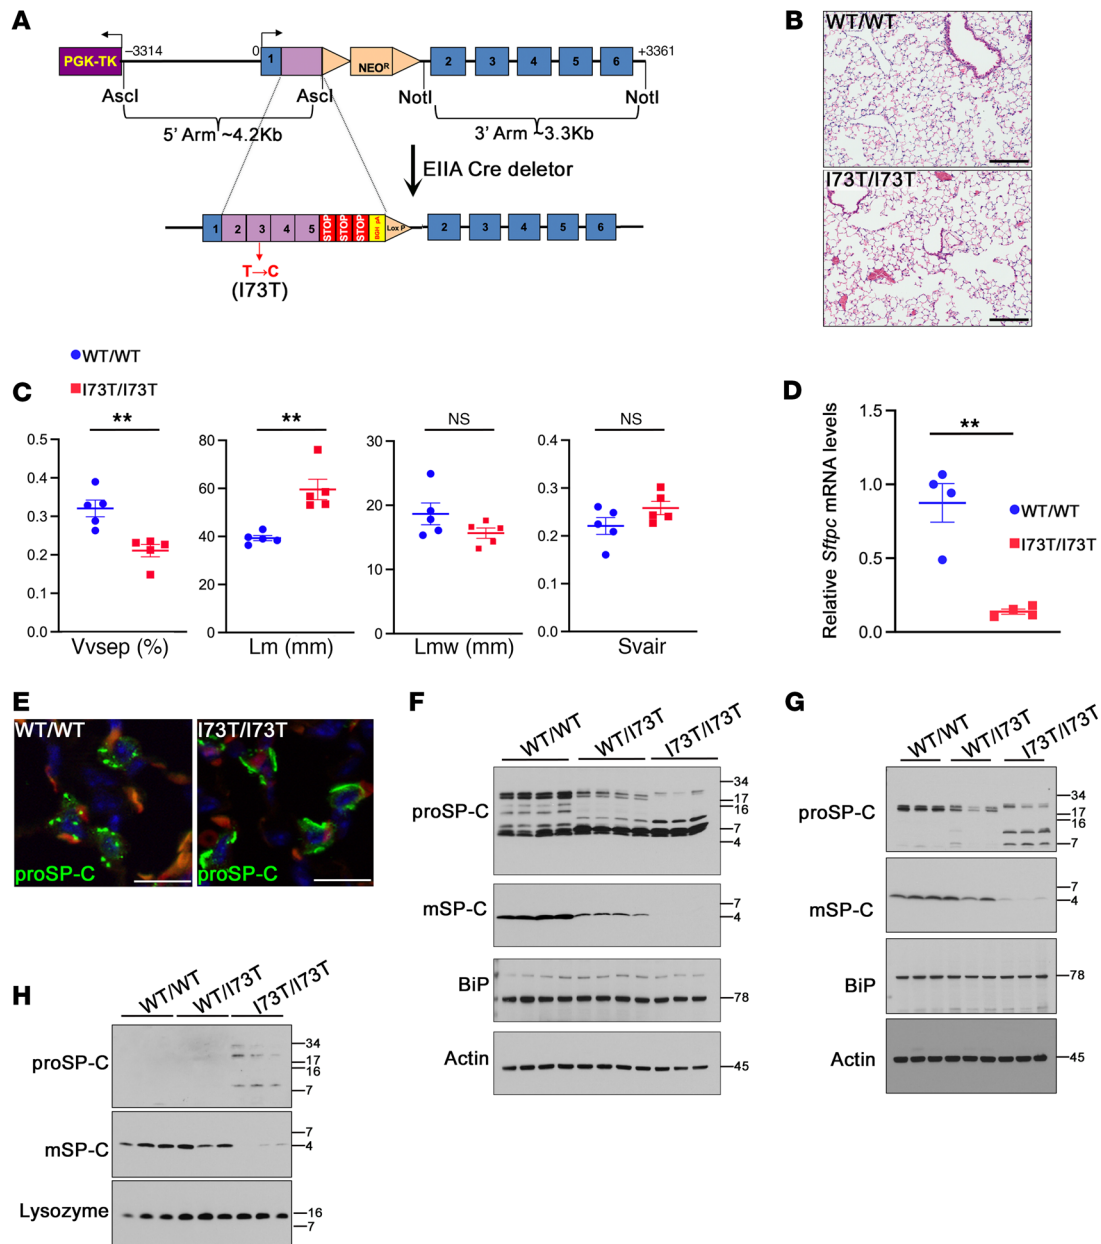 A
PGK-TK
–3314
0
1
NEOR
2
3
4
5
6
+3361
AscI
AscI
NotI
NotI
5' Arm ~4.2Kb
3' Arm ~3.3Kb
EIIA Cre deletor
1
2
3
4
5
STOP
STOP
STOP
BGH pA
Lox P
2
3
4
5
6
T→C
(I73T)
B
WT/WT
I73T/I73T
C
WT/WT
I73T/I73T
**
0.5
0.4
0.3
0.2
0.1
0.0
Vvsep (%)
**
80
60
40
20
0
Lm (mm)
NS
30
20
10
0
Lmw (mm)
NS
0.4
0.3
0.2
0.1
0.0
Svair
D
Relative Sftpc mRNA levels
1.5
1.0
0.5
0.0
**
WT/WT
I73T/I73T
E
WT/WT
proSP-C
I73T/I73T
proSP-C
F
WT/WT
WT/I73T
I73T/I73T
proSP-C
34
17
16
7
4
mSP-C
7
4
BiP
78
Actin
45
G
WT/WT
WT/I73T
I73T/I73T
proSP-C
34
17
16
7
mSP-C
7
4
BiP
78
Actin
45
H
WT/WT
WT/I73T
I73T/I73T
proSP-C
34
17
16
7
mSP-C
7
4
Lysozyme
16
7